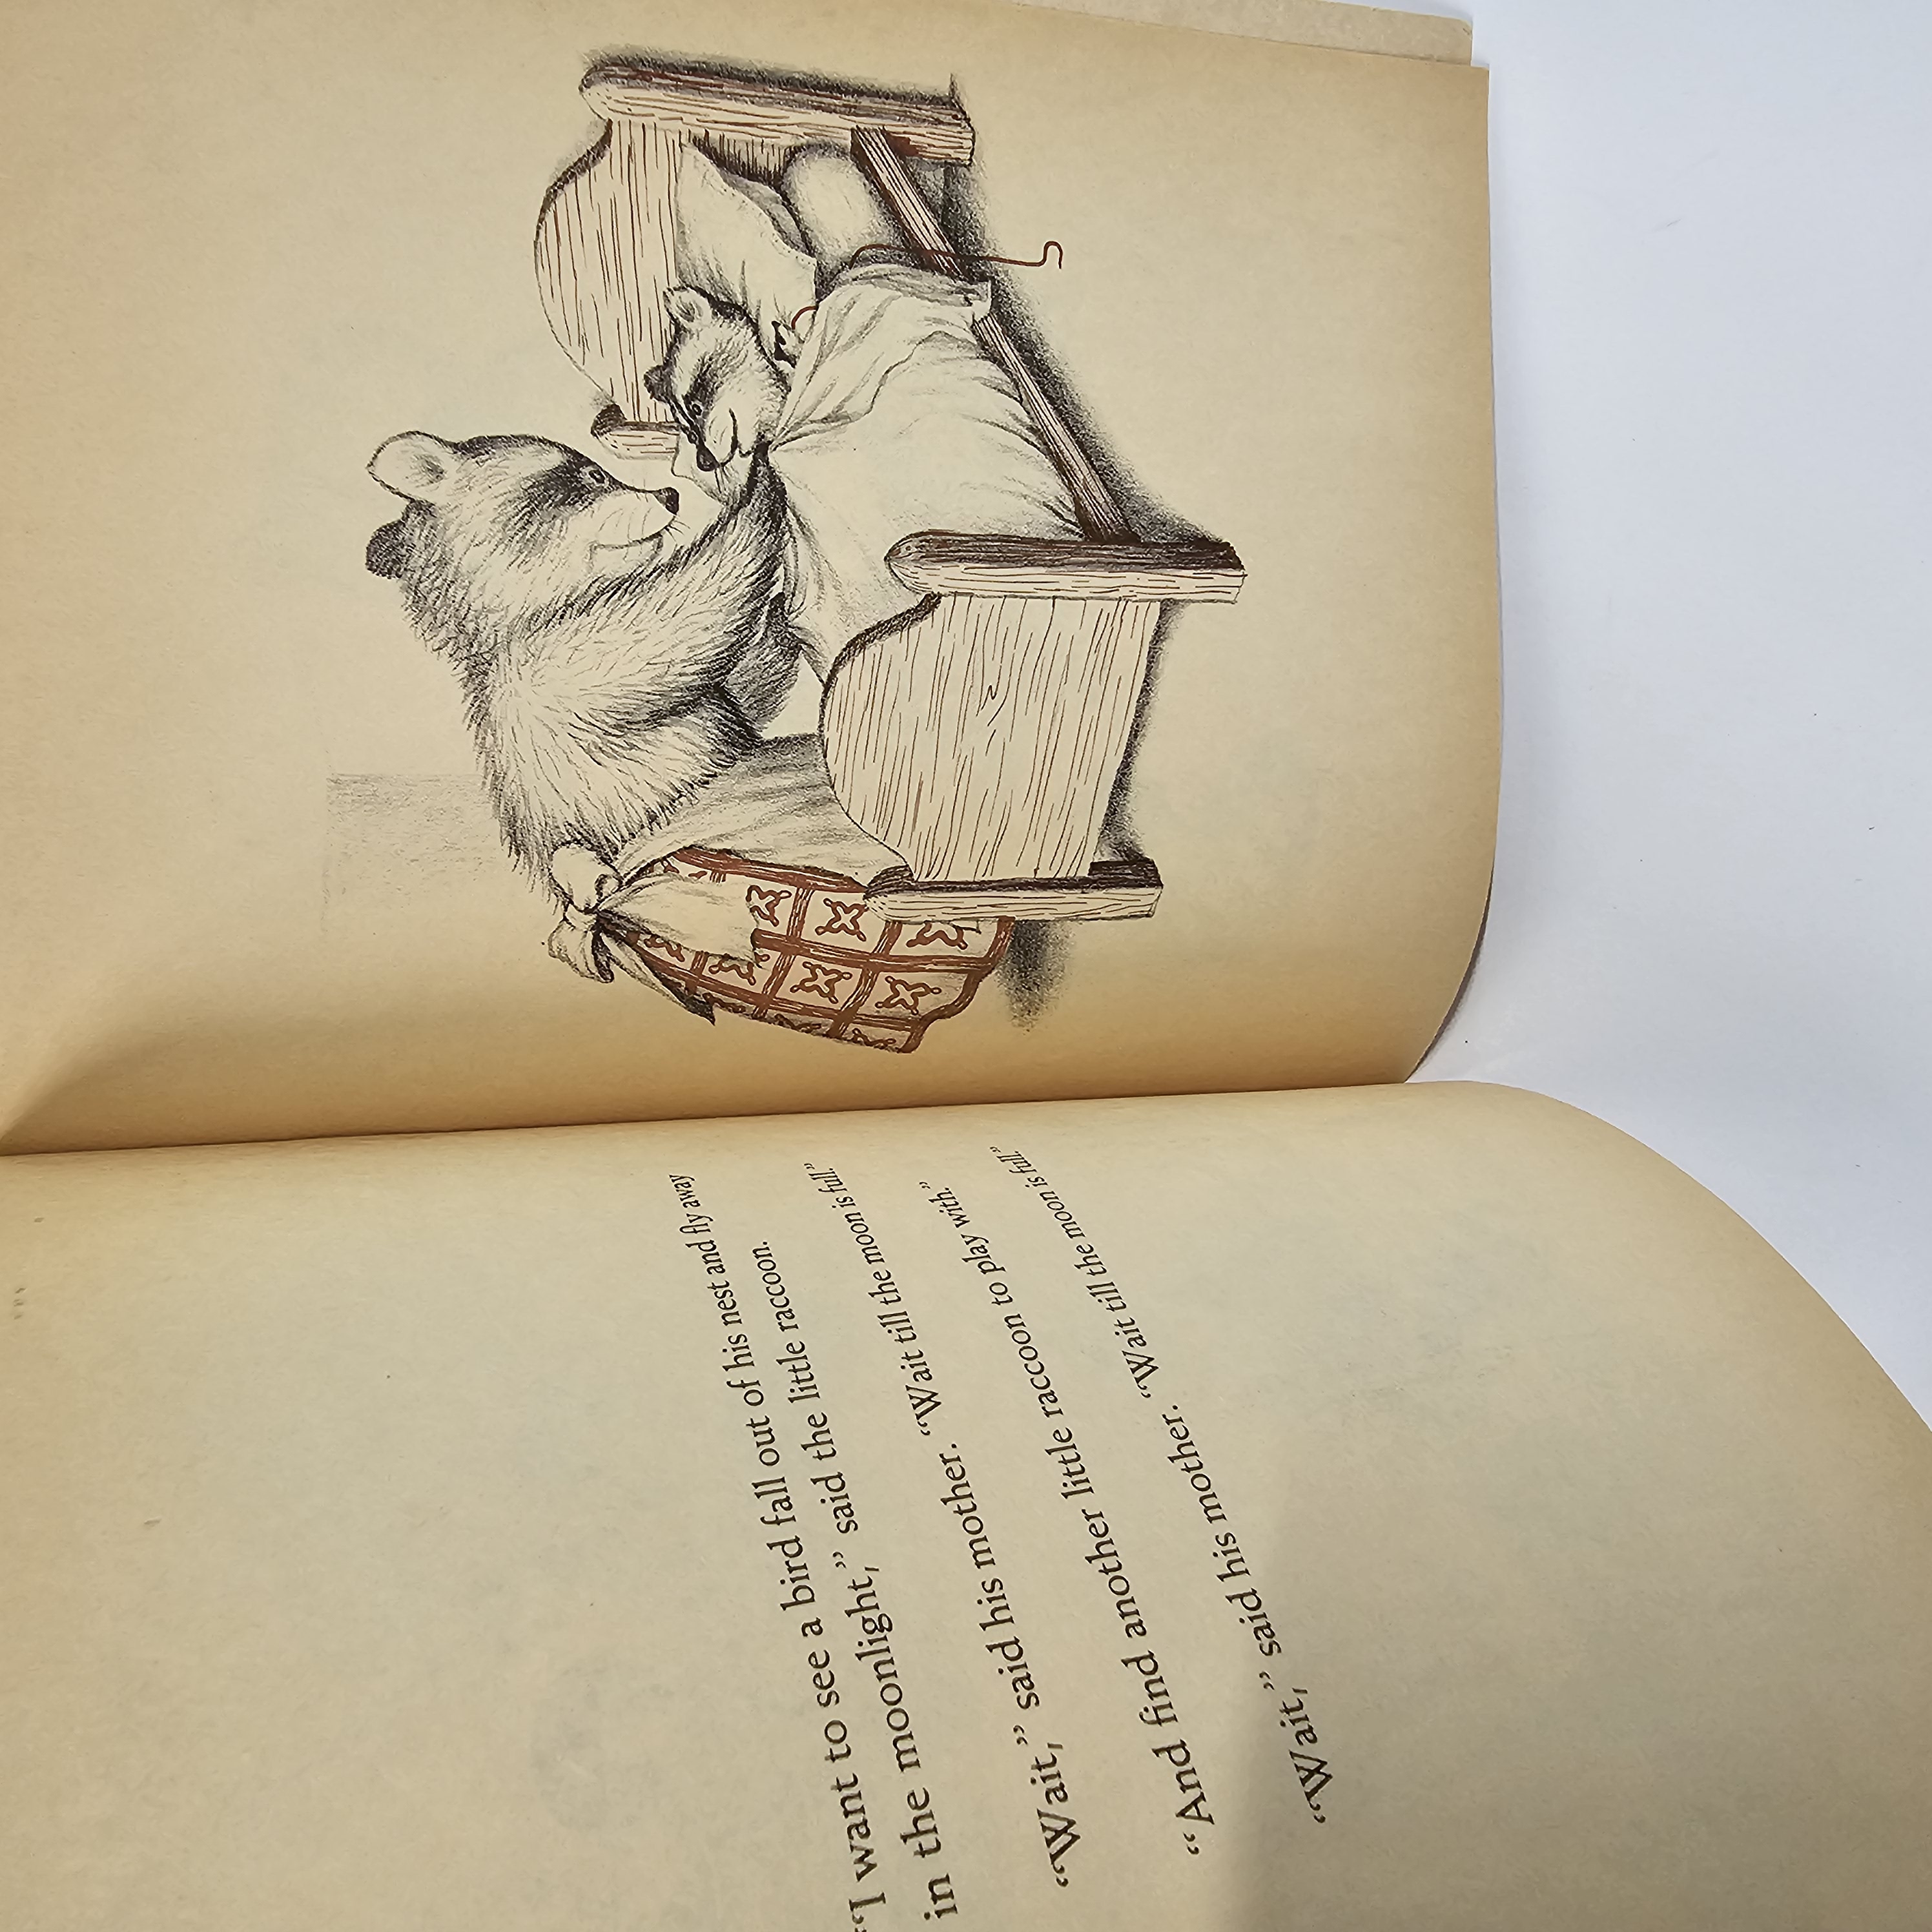 “I want to see a bird fall out of his nest and fly away
in the moonlight,” said the little raccoon.
“Wait,” said his mother. “Wait till the moon is full.”
“And find another little raccoon to play with.”
“Wait,” said his mother. “Wait till the moon is full.”